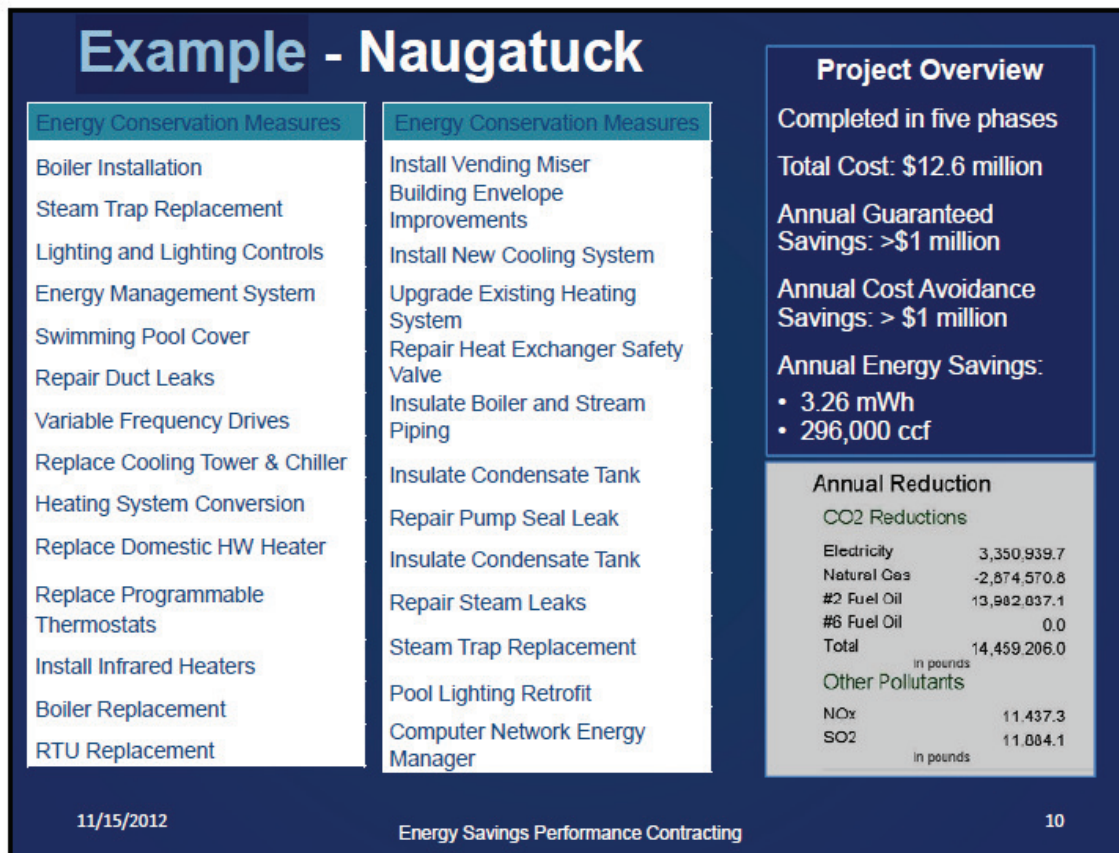 Example - Naugatuck
Energy Conservation Measures
Boiler Installation
Steam Trap Replacement
Lighting and Lighting Controls
Energy Management System
Swimming Pool Cover
Repair Duct Leaks
Variable Frequency Drives
Replace Cooling Tower & Chiller
Heating System Conversion
Replace Domestic HW Heater
Replace Programmable
Thermostats
Install Infrared Heaters
Boiler Replacement
RTU Replacement
Energy Conservation Measures
Install Vending Miser
Building Envelope
Improvements
Install New Cooling System
Upgrade Existing Heating
System
Repair Heat Exchanger Safety
Valve
Insulate Boiler and Stream
Piping
Insulate Condensate Tank
Repair Pump Seal Leak
Insulate Condensate Tank
Repair Steam Leaks
Steam Trap Replacement
Pool Lighting Retrofit
Computer Network Energy
Manager
Project Overview
Completed in five phases
Total Cost: $12.6 million
Annual Guaranteed
Savings: >$1 million
Annual Cost Avoidance
Savings: > $1 million
Annual Energy Savings:
• 3.26 mWh
• 296,000 ccf
Annual Reduction
CO2 Reductions
Electricity 3,350,939.7
Natural Gas -2,874,570.8
#2 Fuel Oil 13,982,837.1
#6 Fuel Oil 0.0
Total 14,459,206.0
in pounds
Other Pollutants
NOx 11,437.3
SO2 11,884.1
in pounds
11/15/2012
Energy Savings Performance Contracting
10